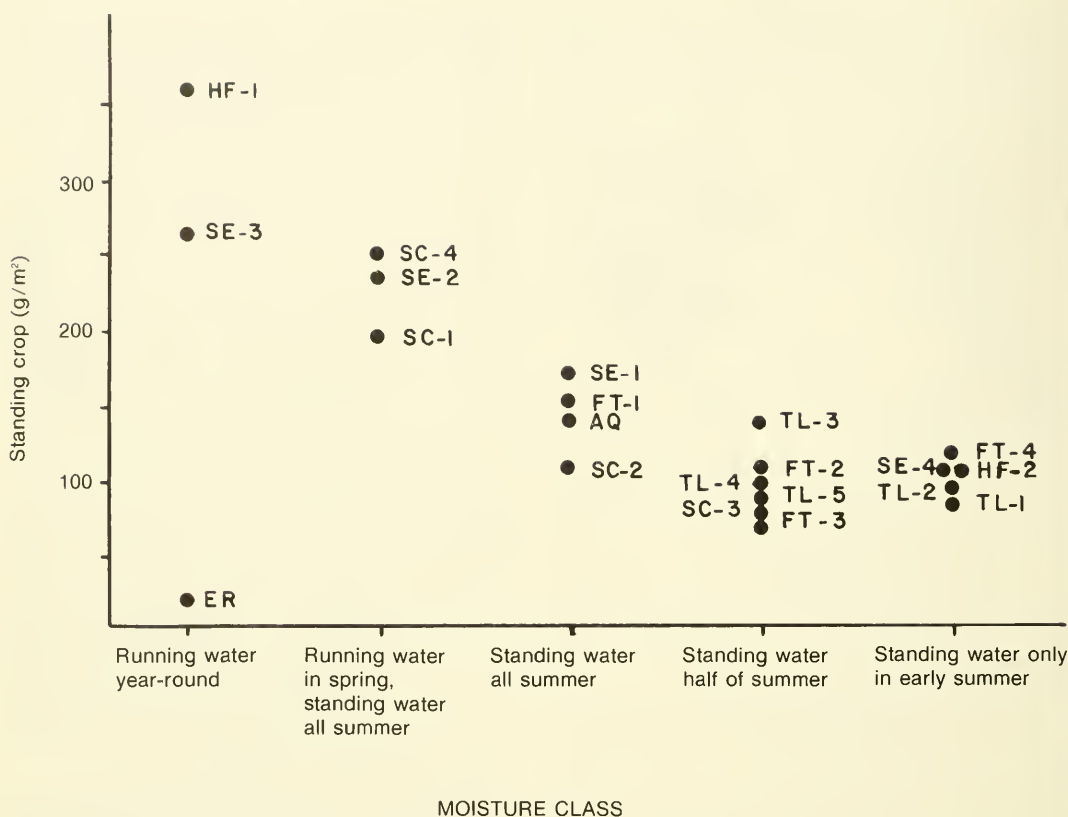 HF-1
300
SE-3
SC-4
SE-2
200
SC-1
Standing crop (g/m²)
SE-1
FT-1
AQ
TL-3
SC-2
FT-2
FT-4
SE-4
HF-2
100
TL-4
TL-5
TL-2
TL-1
SC-3
FT-3
ER
Running water
year-round
Running water
in spring,
standing water
all summer
Standing water
all summer
Standing water
half of summer
Standing water only
in early summer
MOISTURE CLASS